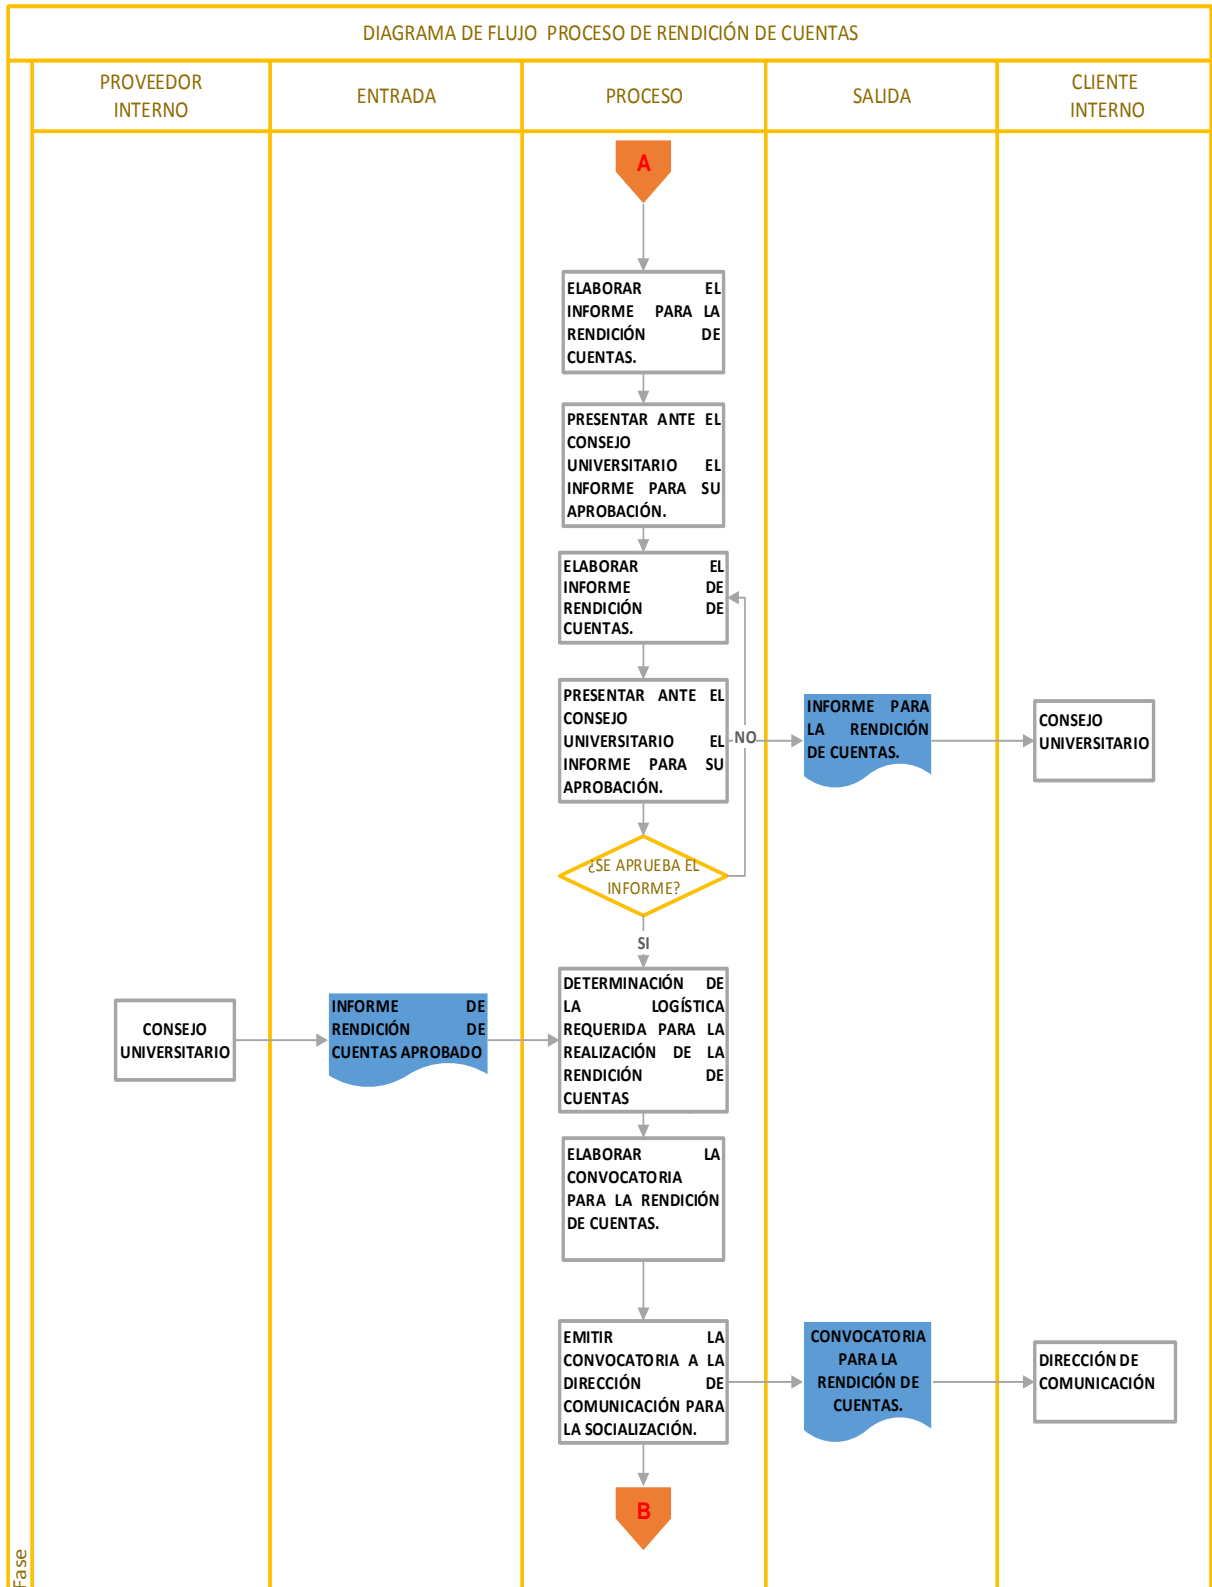 DIAGRAMA DE FLUJO PROCESO DE RENDICIÓN DE CUENTAS
PROVEEDOR
INTERNO
ENTRADA
PROCESO
SALIDA
CLIENTE
INTERNO
A
ELABORAR EL
INFORME PARA LA
RENDICIÓN DE
CUENTAS.
PRESENTAR ANTE EL
CONSEJO
UNIVERSITARIO EL
INFORME PARA SU
APROBACIÓN.
ELABORAR EL
INFORME DE
RENDICIÓN DE
CUENTAS.
PRESENTAR ANTE EL
CONSEJO
UNIVERSITARIO EL
INFORME PARA SU
APROBACIÓN.
NO
INFORME PARA
LA RENDICIÓN
DE CUENTAS.
CONSEJO
UNIVERSITARIO
¿SE APRUEBA EL
INFORME?
SI
CONSEJO
UNIVERSITARIO
INFORME DE
RENDICIÓN DE
CUENTAS APROBADO
DETERMINACIÓN DE
LA LOGÍSTICA
REQUERIDA PARA LA
REALIZACIÓN DE LA
RENDICIÓN DE
CUENTAS
ELABORAR LA
CONVOCATORIA
PARA LA RENDICIÓN
DE CUENTAS.
EMITIR LA
CONVOCATORIA A LA
DIRECCIÓN DE
COMUNICACIÓN PARA
LA SOCIALIZACIÓN.
CONVOCATORIA
PARA LA
RENDICIÓN DE
CUENTAS.
DIRECCIÓN DE
COMUNICACIÓN
B
Fase